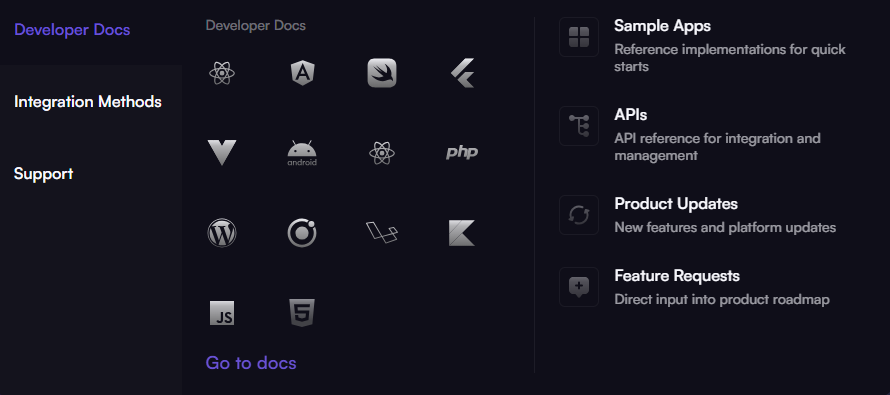 Developer Docs
Integration Methods
Support
Developer Docs
android
php
JS
5
Go to docs
Sample Apps
Reference implementations for quick
starts
APIs
API reference for integration and
management
Product Updates
New features and platform updates
Feature Requests
Direct input into product roadmap